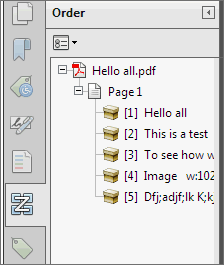 Order
Hello all.pdf
Page 1
[1] Hello all
[2] This is a test
[3] To see how w
[4] Image w:102
[5] Dfj;adjf;lk K;k